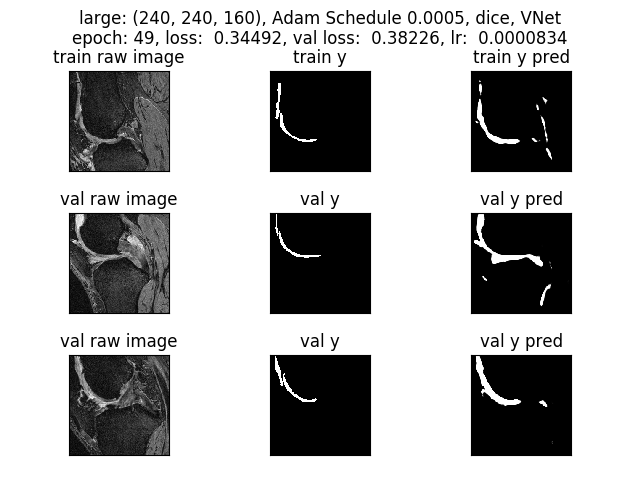 large: (240, 240, 160), Adam Schedule 0.0005, dice, VNet
epoch: 49, loss:  0.34492, val loss:  0.38226, lr:  0.0000834
train raw image train y train y pred
val raw image val y val y pred
val raw image val y val y pred